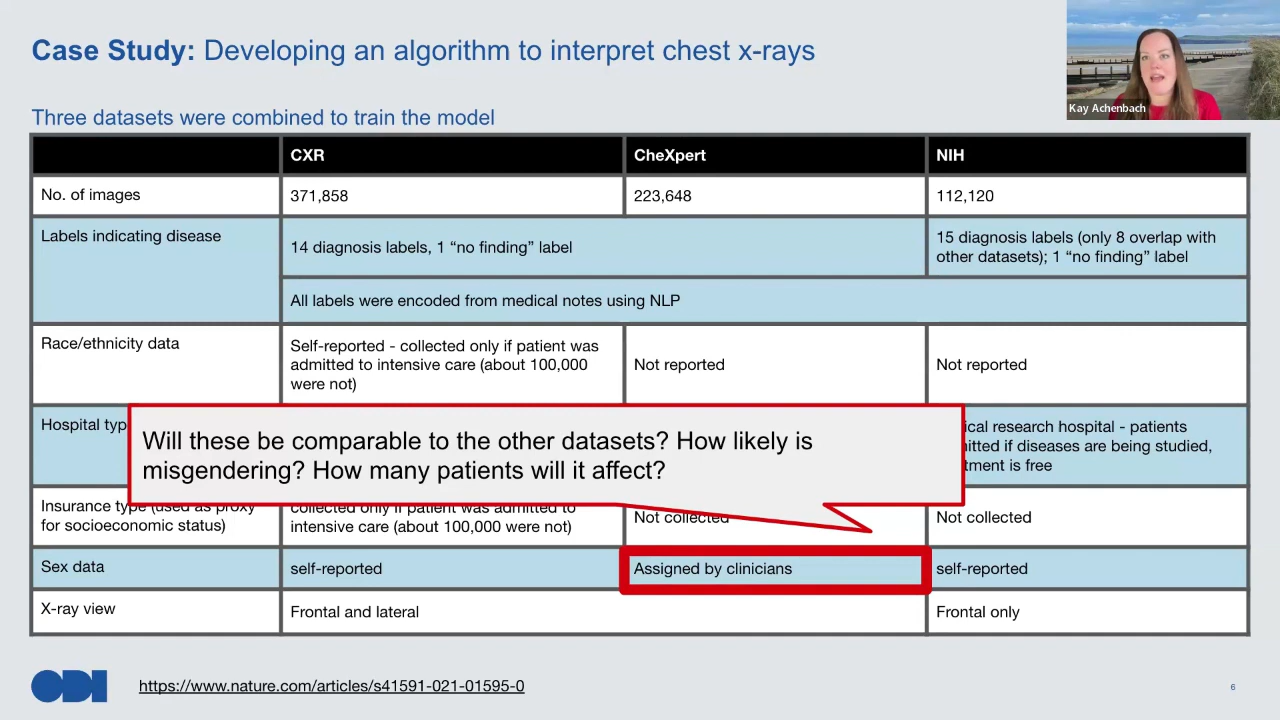 Case Study: Developing an algorithm to interpret chest x-rays
Kay Achenbach
Three datasets were combined to train the model
CXR
CheXpert
NIH
No. of images
371,858
223,648
112,120
Labels indicating disease
14 diagnosis labels, 1 “no finding” label
15 diagnosis labels (only 8 overlap with
other datasets); 1 “no finding” label
All labels were encoded from medical notes using NLP
Race/ethnicity data
Self-reported - collected only if patient was
admitted to intensive care (about 100,000
were not)
Not reported
Not reported
Hospital
research hospital - patients
if diseases are being studied,
is free
Will these be comparable to the other datasets? How likely is
misgendering? How many patients will it affect?
Insurance type (used as proxy
for socioeconomic status)
collected only if patient was admitted to
intensive care (about 100,000 were not)
Not collected
Not collected
Sex data
self-reported
Assigned by clinicians
self-reported
X-ray view
Frontal and lateral
Frontal only
ODI
https://www.nature.com/articles/s41591-021-01595-0
6